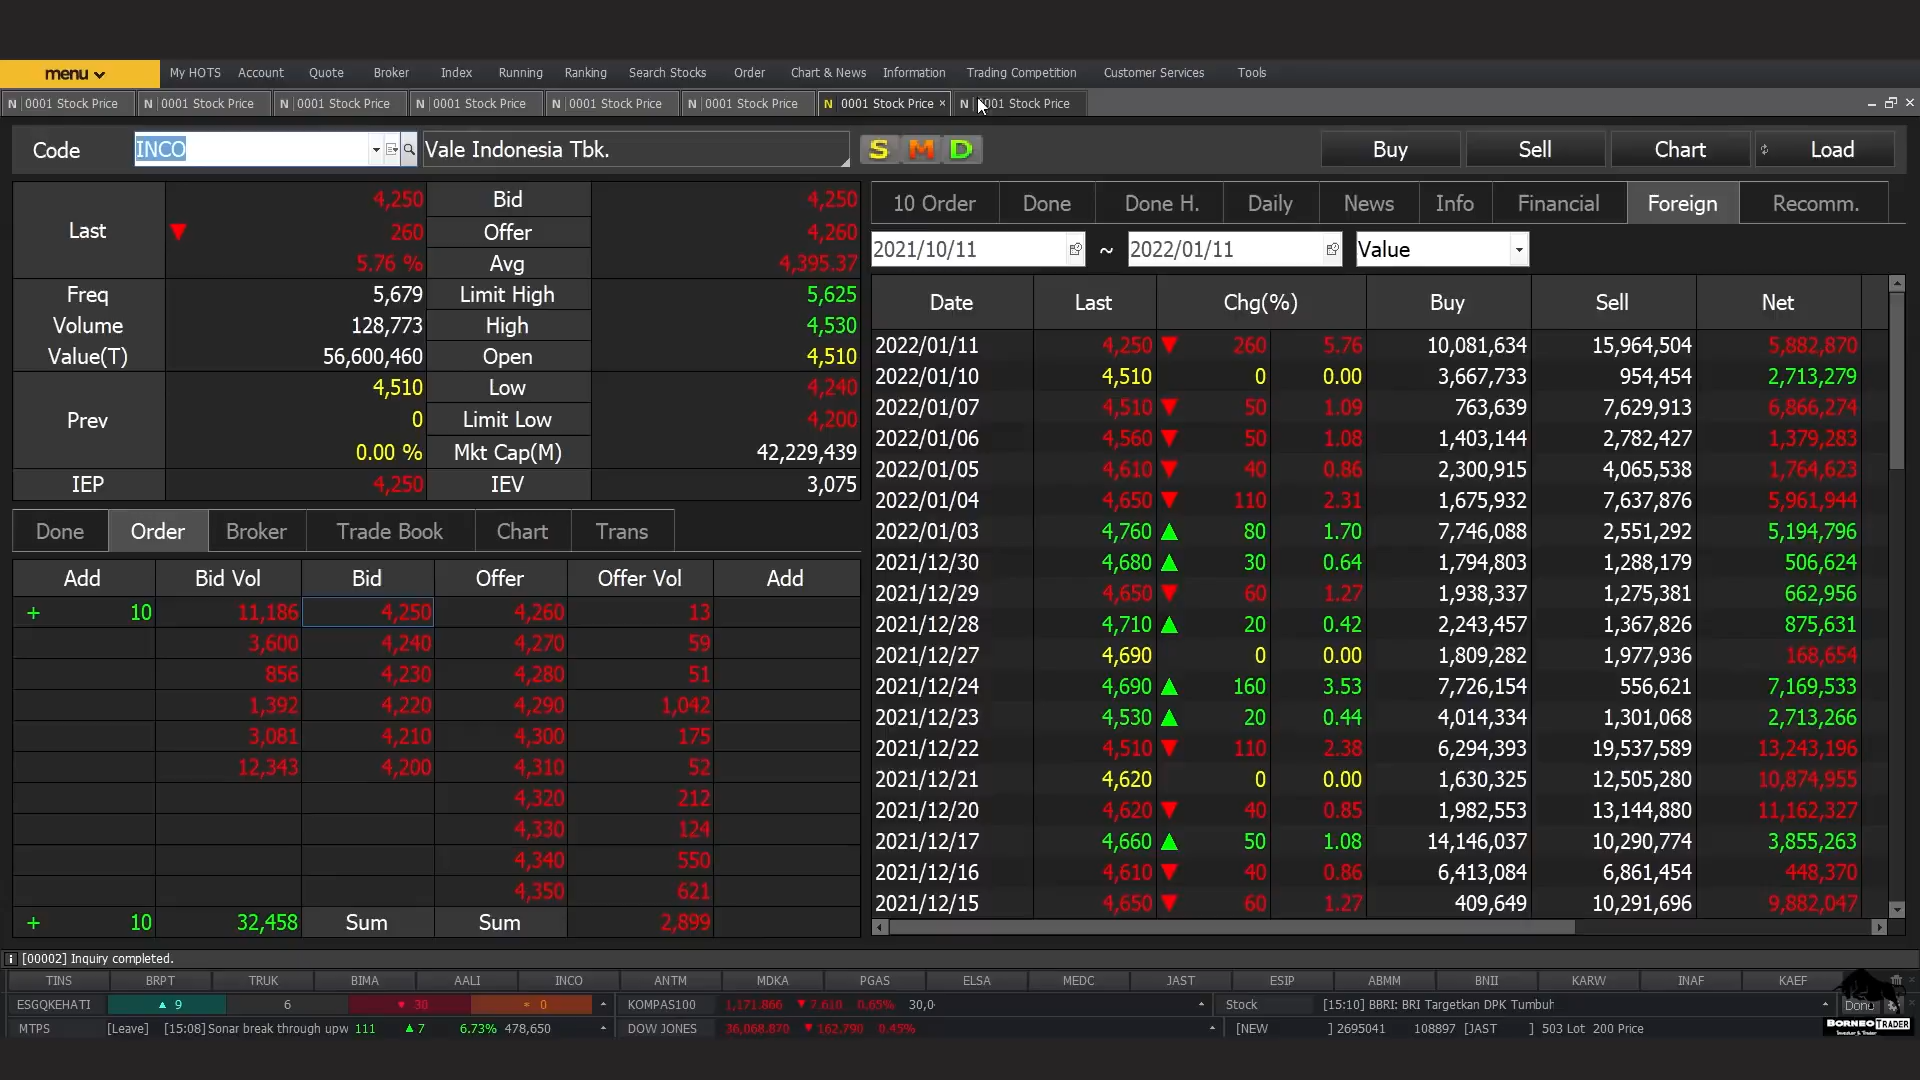 menu My HOTS Account Quote Broker Index Running Ranking Search Stocks Order Chart & News Information Trading Competition Customer Services Tools
N 0001 Stock Price N 0001 Stock Price N 0001 Stock Price N 0001 Stock Price N 0001 Stock Price N 0001 Stock Price N 0001 Stock Price × N 0001 Stock Price
Code INCO Vale Indonesia Tbk. S M D Buy Sell Chart Load
Last 4,250 Bid 4,250
▼ 260 Offer 4,260
5.76 % Avg 4,395.37
Freq 5,679 Limit High 5,625
Volume 128,773 High 4,530
Value(T) 56,600,460 Open 4,510
Prev 4,510 Low 4,240
0 Limit Low 4,200
0.00 % Mkt Cap(M) 42,229,439
IEP 4,250 IEV 3,075
Done Order Broker Trade Book Chart Trans
Add Bid Vol Bid Offer Offer Vol Add
+ 10 11,186 4,250 4,260 13
3,600 4,240 4,270 59
856 4,230 4,280 51
1,392 4,220 4,290 1,042
3,081 4,210 4,300 175
12,343 4,200 4,310 52
4,320 212
4,330 124
4,340 550
4,350 621
+ 10 32,458 Sum Sum 2,899
10 Order Done Done H. Daily News Info Financial Foreign Recomm.
2021/10/11 ~ 2022/01/11 Value
Date Last Chg(%) Buy Sell Net
2022/01/11 4,250 ▼ 260 5.76 10,081,634 15,964,504 5,882,870
2022/01/10 4,510 0 0.00 3,667,733 954,454 2,713,279
2022/01/07 4,510 ▼ 50 1.09 763,639 7,629,913 6,866,274
2022/01/06 4,560 ▼ 50 1.08 1,403,144 2,782,427 1,379,283
2022/01/05 4,610 ▼ 40 0.86 2,300,915 4,065,538 1,764,623
2022/01/04 4,650 ▼ 110 2.31 1,675,932 7,637,876 5,961,944
2022/01/03 4,760 ▲ 80 1.70 7,746,088 2,551,292 5,194,796
2021/12/30 4,680 ▲ 30 0.64 1,794,803 1,288,179 506,624
2021/12/29 4,650 ▼ 60 1.27 1,938,337 1,275,381 662,956
2021/12/28 4,710 ▲ 20 0.42 2,243,457 1,367,826 875,631
2021/12/27 4,690 0 0.00 1,809,282 1,977,936 168,654
2021/12/24 4,690 ▲ 160 3.53 7,726,154 556,621 7,169,533
2021/12/23 4,530 ▲ 20 0.44 4,014,334 1,301,068 2,713,266
2021/12/22 4,510 ▼ 110 2.38 6,294,393 19,537,589 13,243,196
2021/12/21 4,620 0 0.00 1,630,325 12,505,280 10,874,955
2021/12/20 4,620 ▼ 40 0.85 1,982,553 13,144,880 11,162,327
2021/12/17 4,660 ▲ 50 1.08 14,146,037 10,290,774 3,855,263
2021/12/16 4,610 ▼ 40 0.86 6,413,084 6,861,454 448,370
2021/12/15 4,650 ▼ 60 1.27 409,649 10,291,696 9,882,047
i [00002] Inquiry completed.
TINS BRPT TRUK BIMA AALI INCO ANTM MDKA PGAS ELSA MEDC JAST ESIP ABMM BNII KARW INAF KAEF
ESGQKEHATI ▲ 9 6 ▼ 38 0 KOMPAS100 1,171.866 ▼ 7.610 0.65% 30,0 Stock [15:10] BBRI: BRI Targetkan DPK Tumbuh Done
MTPS [Leave] [15:08]Sonar break through upw 111 ▲ 7 6.73% 478,650 DOW JONES 36,068.870 ▼ 162.790 0.45% [NEW ] 2695041 108897 [JAST ] 503 Lot 200 Price
BORNEO TRADER
Investor & Trader